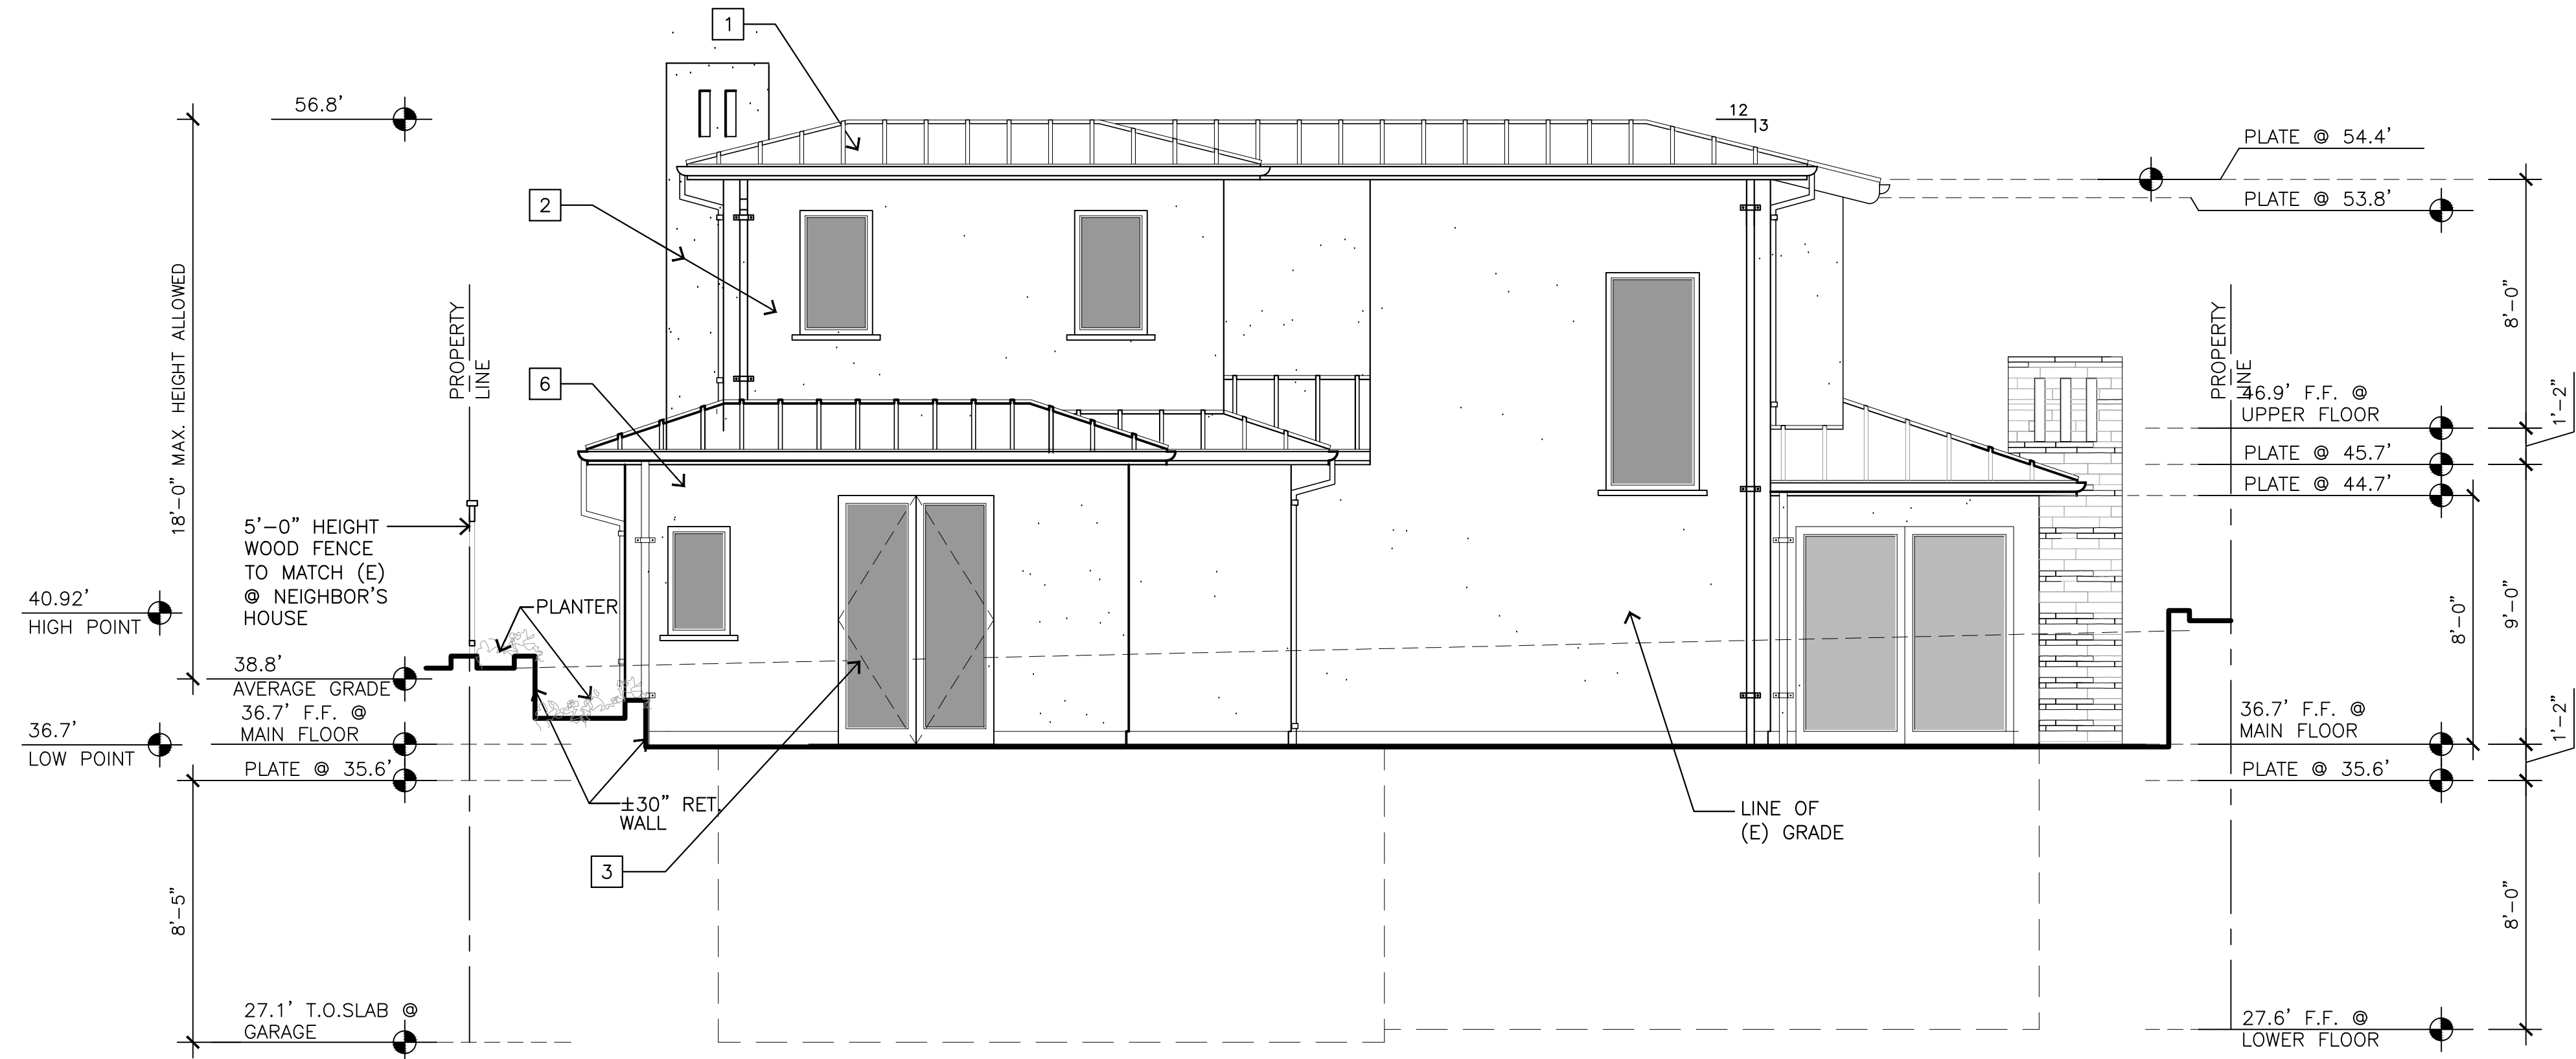 1
56.8'
12
3
PLATE @ 54.4'
2
PLATE @ 53.8'
18'-0" MAX. HEIGHT ALLOWED
PROPERTY
LINE
PROPERTY
LINE
8'-0"
6
46.9' F.F. @
UPPER FLOOR
1'-2"
PLATE @ 45.7'
PLATE @ 44.7'
5'-0" HEIGHT
WOOD FENCE
TO MATCH (E)
@ NEIGHBOR'S
HOUSE
40.92'
HIGH POINT
PLANTER
8'-0"
9'-0"
38.8'
AVERAGE GRADE
36.7' F.F. @
MAIN FLOOR
36.7'
LOW POINT
PLATE @ 35.6'
36.7' F.F. @
MAIN FLOOR
1'-2"
PLATE @ 35.6'
±30" RET.
WALL
LINE OF
(E) GRADE
3
8'-5"
8'-0"
27.1' T.O.SLAB @
GARAGE
27.6' F.F. @
LOWER FLOOR